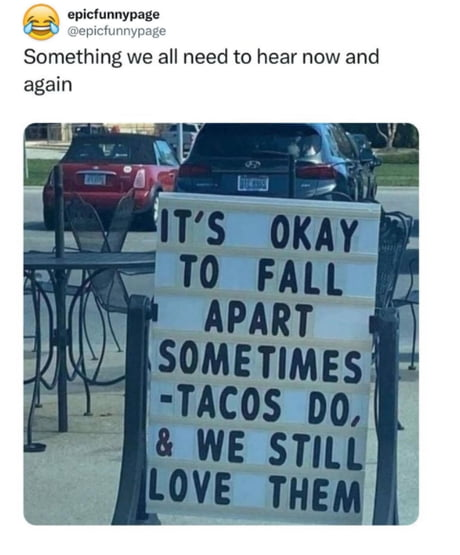 epicfunnypage
@epicfunnypage
Something we all need to hear now and
again
IT'S OKAY
TO FALL
APART
SOMETIMES
-TACOS DO,
& WE STILL
LOVE THEM